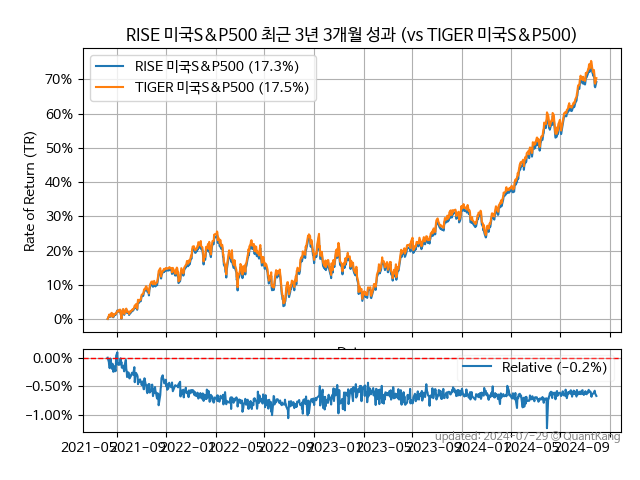 RISE 미국S&P500 최근 3년 3개월 성과 (vs TIGER 미국S&P500)
RISE 미국S&P500 (17.3%)
TIGER 미국S&P500 (17.5%)
Rate of Return (TR)
70%
60%
50%
40%
30%
20%
10%
0%
0.00%
−0.50%
−1.00%
Relative (−0.2%)
updated: 2024-07-29 © QuantKang
2021-05 2021-09 2022-01 2022-05 2022-09 2023-01 2023-05 2023-09 2024-01 2024-05 2024-09